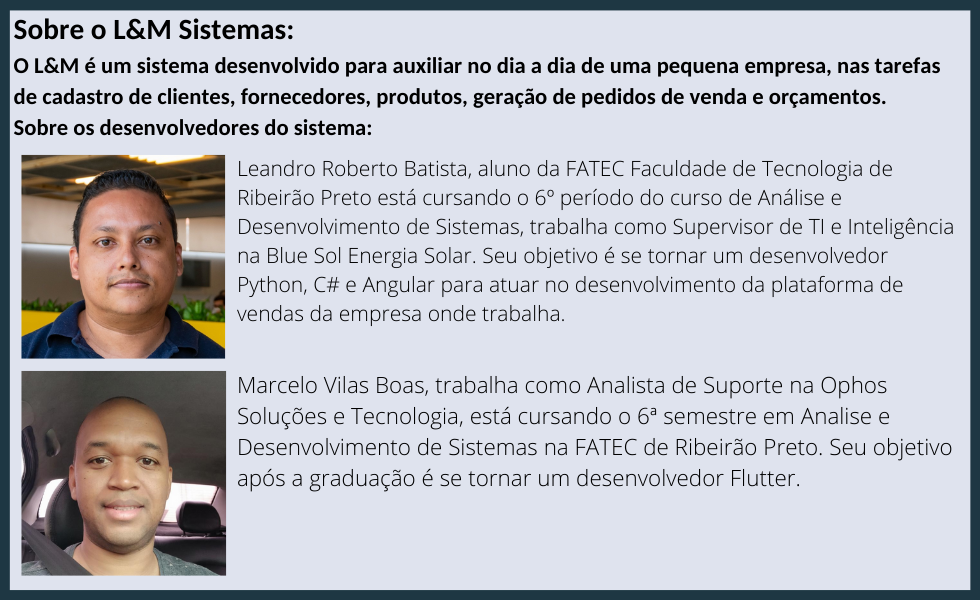 Sobre o L&M Sistemas:
O L&M é um sistema desenvolvido para auxiliar no dia a dia de uma pequena empresa, nas tarefas
de cadastro de clientes, fornecedores, produtos, geração de pedidos de venda e orçamentos.
Sobre os desenvolvedores do sistema:
Leandro Roberto Batista, aluno da FATEC Faculdade de Tecnologia de
Ribeirão Preto está cursando o 6º período do curso de Análise e
Desenvolvimento de Sistemas, trabalha como Supervisor de TI e Inteligência
na Blue Sol Energia Solar. Seu objetivo é se tornar um desenvolvedor
Python, C# e Angular para atuar no desenvolvimento da plataforma de
vendas da empresa onde trabalha.
Marcelo Vilas Boas, trabalha como Analista de Suporte na Ophos
Soluções e Tecnologia, está cursando o 6ª semestre em Analise e
Desenvolvimento de Sistemas na FATEC de Ribeirão Preto. Seu objetivo
após a graduação é se tornar um desenvolvedor Flutter.